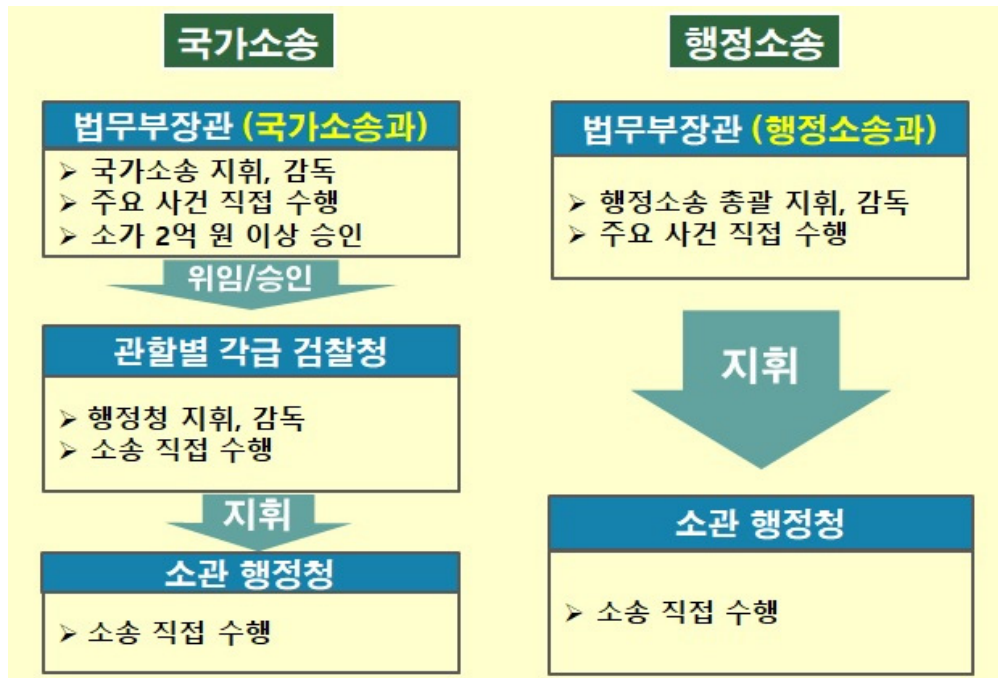 국가소송
법무부장관 (국가소송과)
➢ 국가소송 지휘, 감독
➢ 주요 사건 직접 수행
➢ 소가 2억 원 이상 승인
위임/승인
관할별 각급 검찰청
➢ 행정청 지휘, 감독
➢ 소송 직접 수행
지휘
소관 행정청
➢ 소송 직접 수행
행정소송
법무부장관 (행정소송과)
➢ 행정소송 총괄 지휘, 감독
➢ 주요 사건 직접 수행
지휘
소관 행정청
➢ 소송 직접 수행